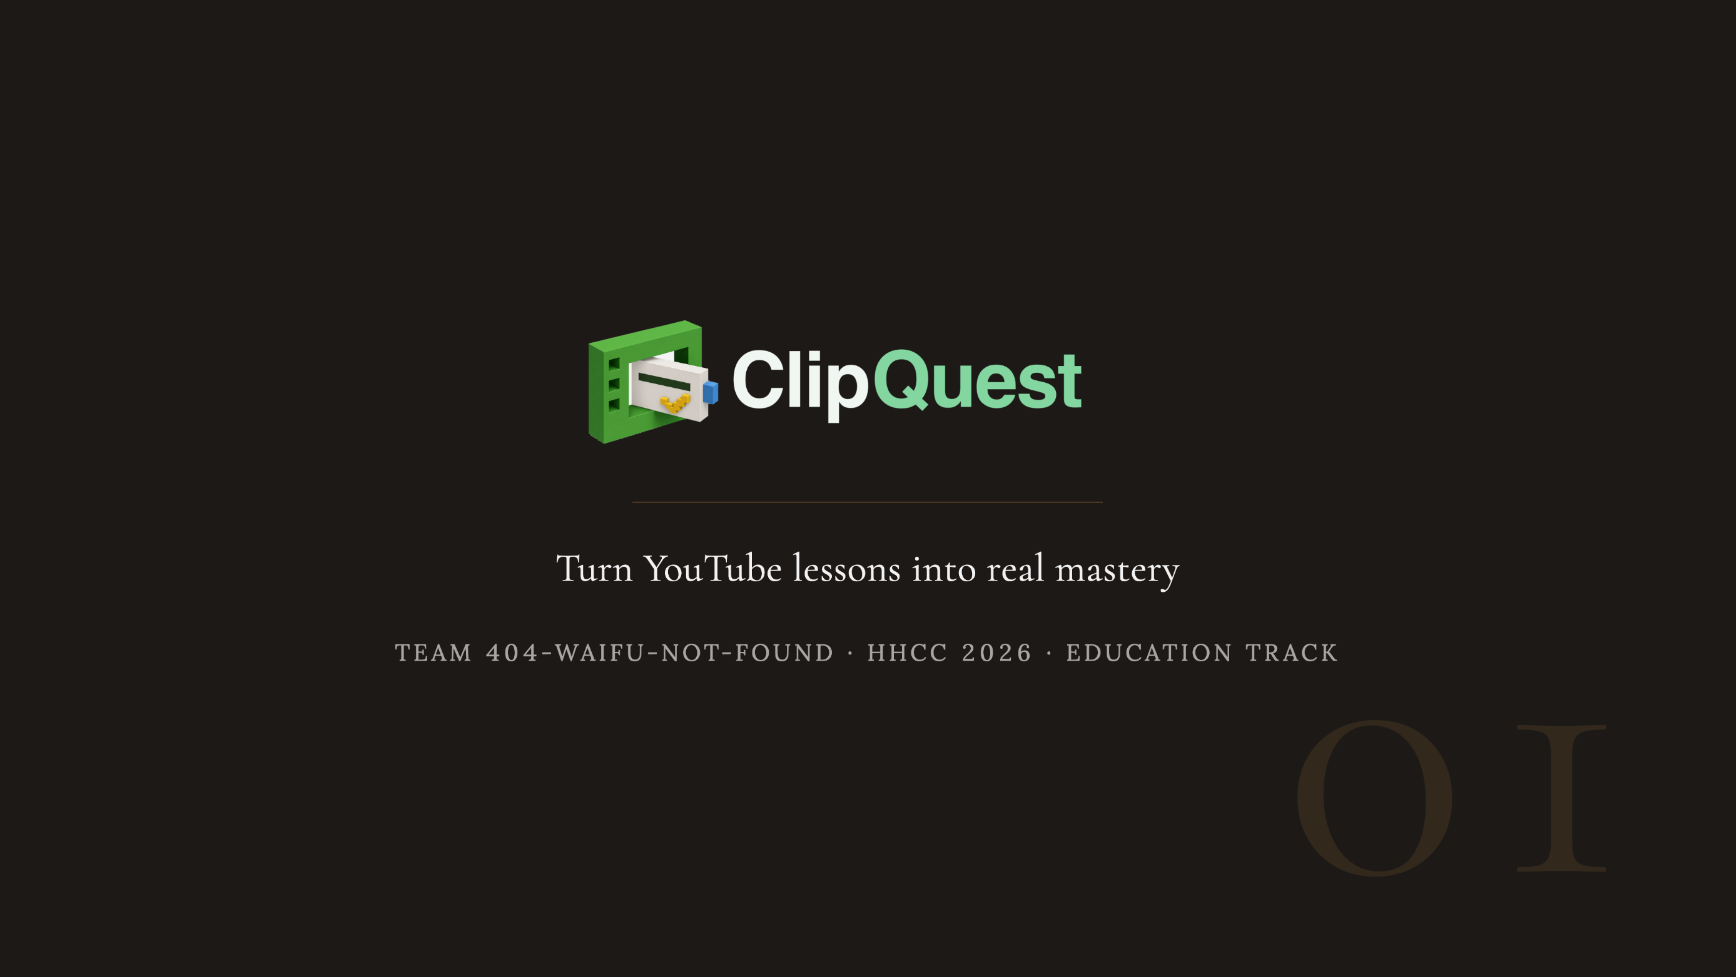 ClipQuest
Turn YouTube lessons into real mastery
TEAM 404-WAIFU-NOT-FOUND · HHCC 2026 · EDUCATION TRACK
01